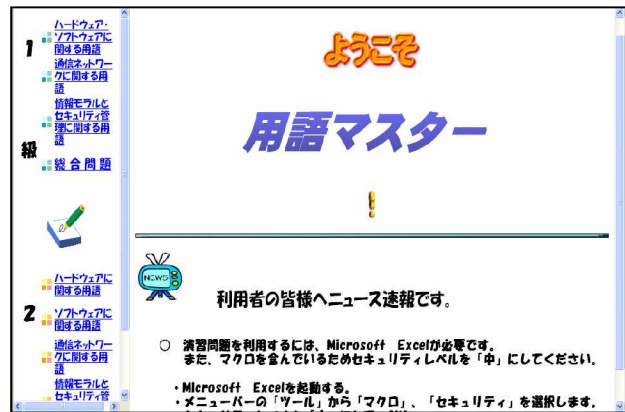 1
級
ハードウェア・
ソフトウェアに
関する用語
通信ネットワー
クに関する用
語
情報モラルと
セキュリティ管
理に関する用
語
総合問題
2
ハードウェアに
関する用語
ソフトウェアに
関する用語
通信ネットワー
クに関する用
語
情報モラルと
セキュリティ管
ようこそ
用語マスター
!
NEWS
利用者の皆様へニュース速報です。
○ 演習問題を利用するには、Microsoft Excelが必要です。
また、マクロを含んでいるためセキュリティレベルを「中」にしてください。
・Microsoft Excelを起動する。
・メニューバーの「ツール」から「マクロ」、「セキュリティ」を選択します。